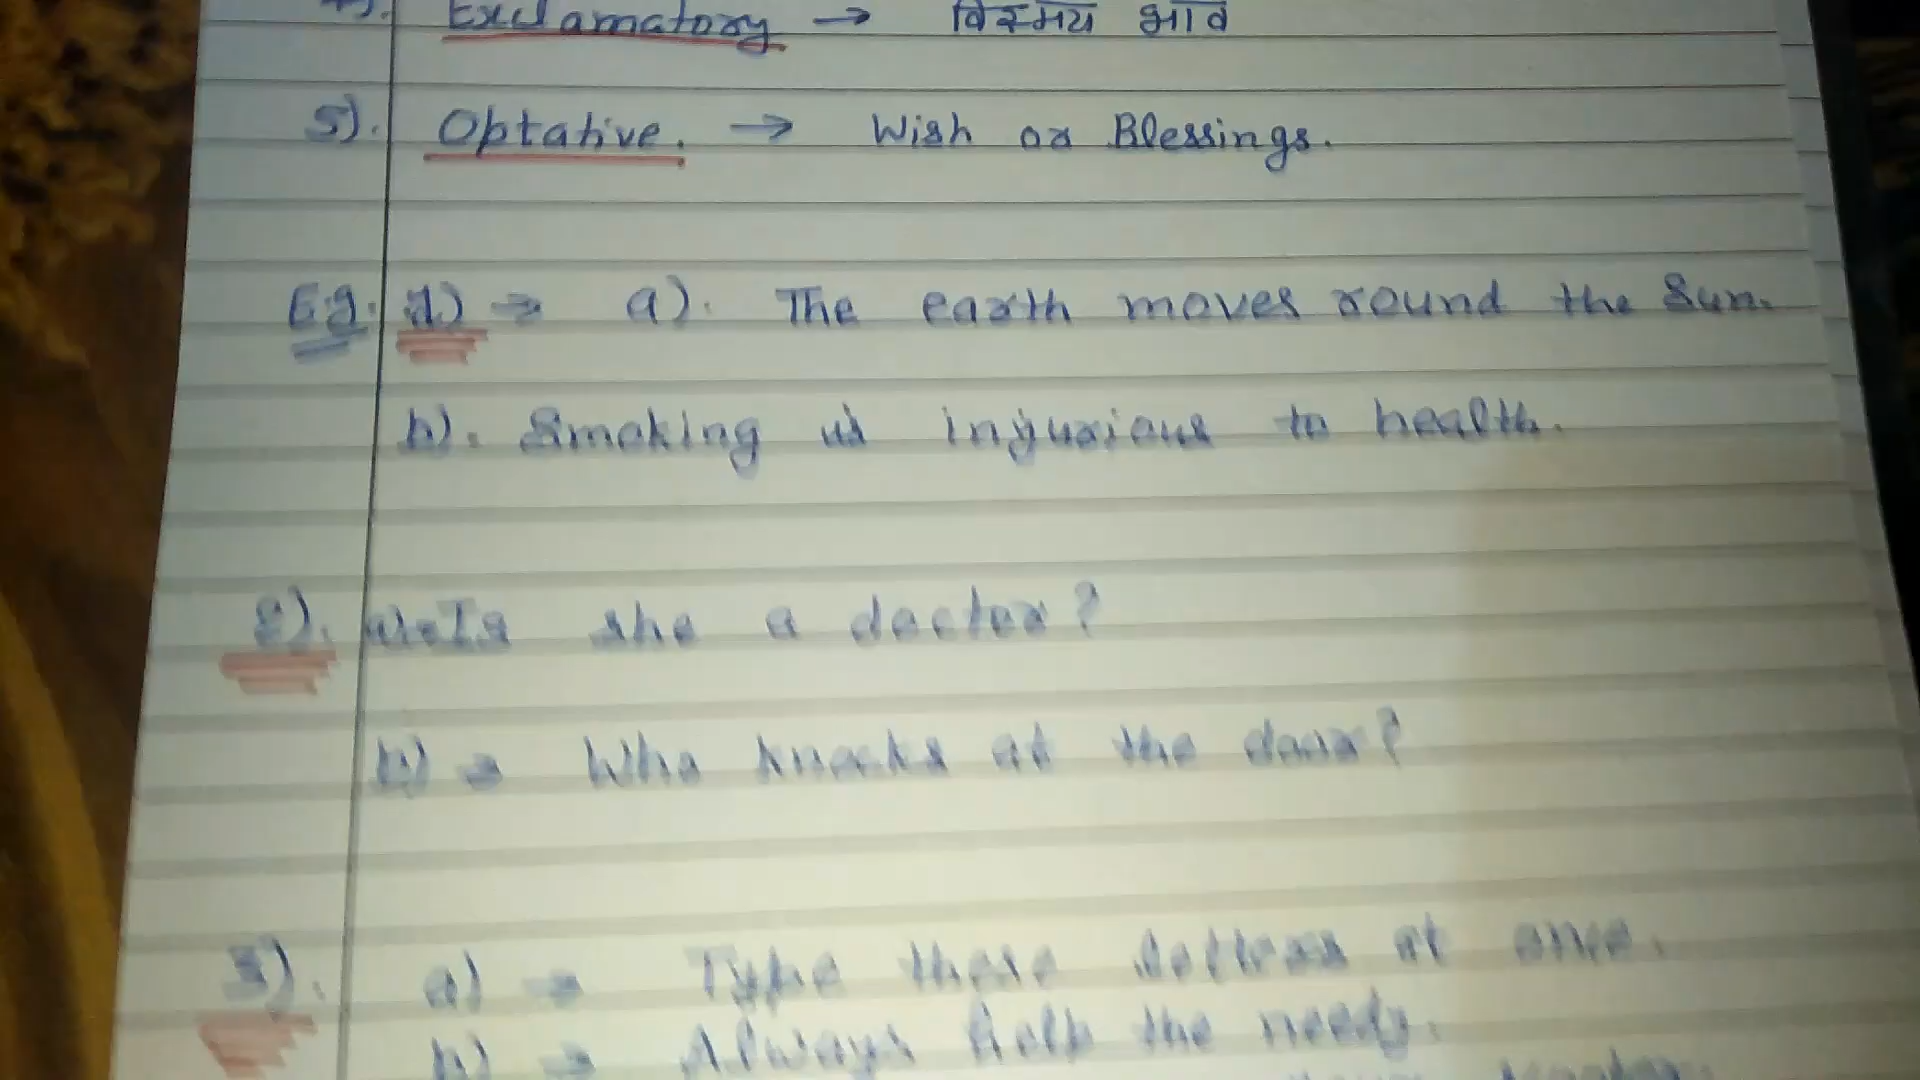 4). Exclamatory → विस्मय भाव
5). Optative. → Wish or Blessings.
Eg. 1) → a). The earth moves round the Sun.
b). Smoking is injurious to health.
2). Is she a doctor?
b) → Who knocks at the door?
3). a) → Type these letters at once.
b) → Always help the needy.